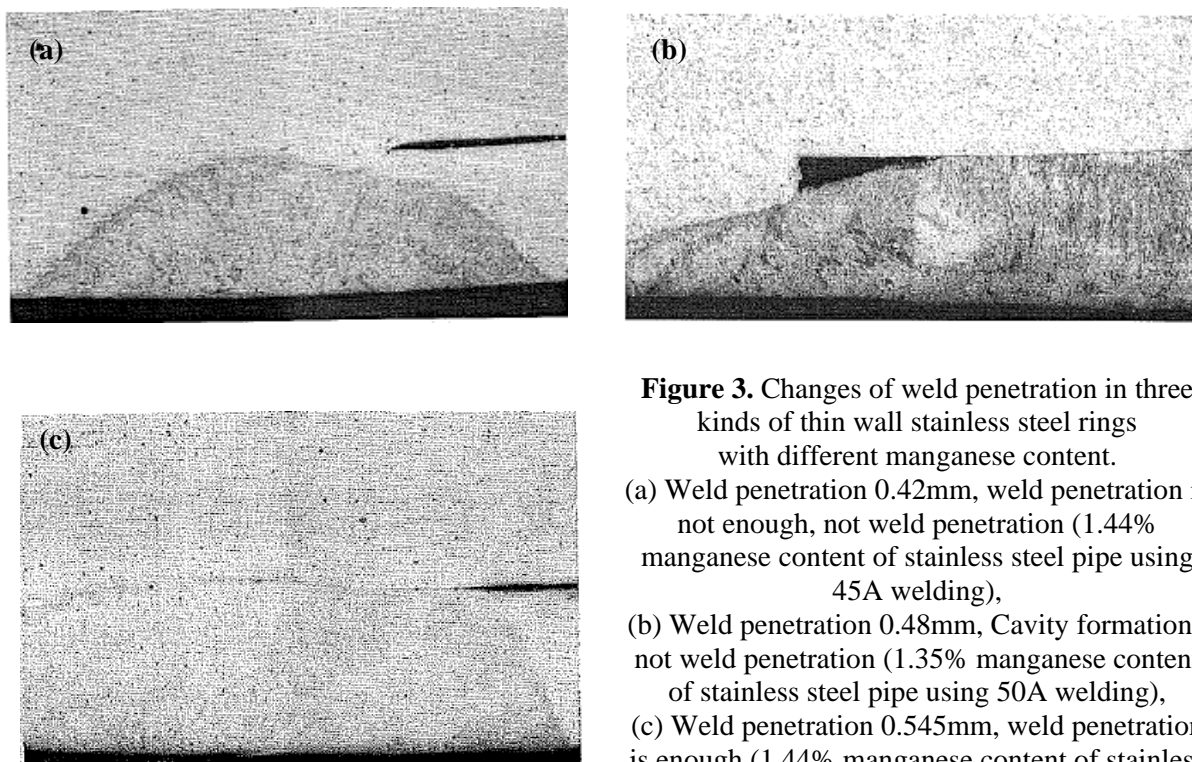 (a)
(b)
(c)
Figure 3. Changes of weld penetration in three
kinds of thin wall stainless steel rings
with different manganese content.
(a) Weld penetration 0.42mm, weld penetration
not enough, not weld penetration (1.44%
manganese content of stainless steel pipe using
45A welding),
(b) Weld penetration 0.48mm, Cavity formation
not weld penetration (1.35% manganese
of stainless steel pipe using 50A welding),
(c) Weld penetration 0.545mm, weld penetration
is enough (1.44% manganese content of